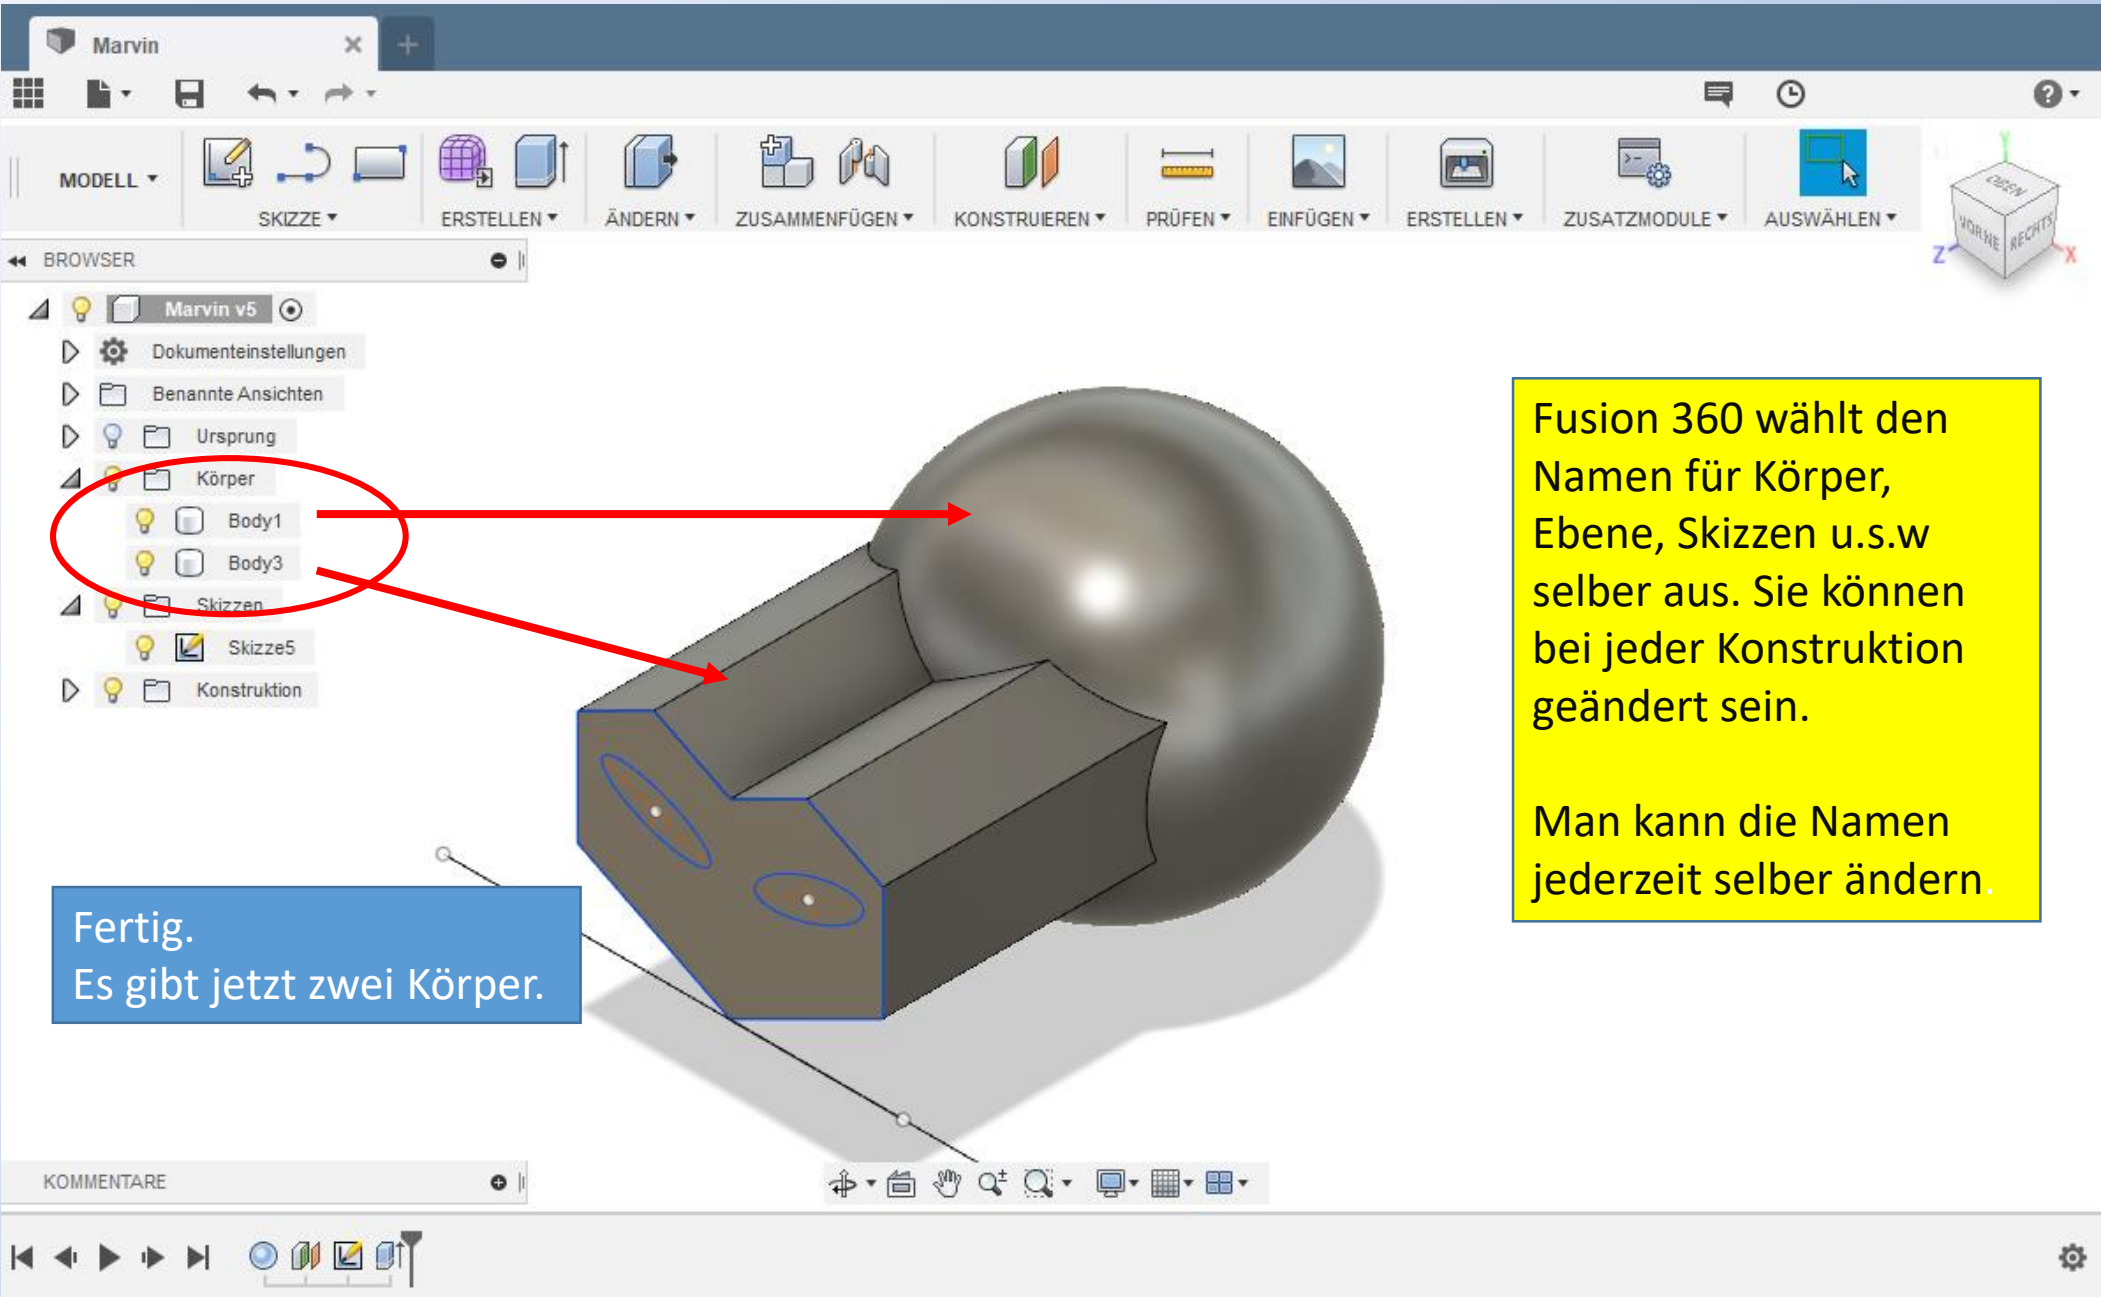 Marvin
MODELL
SKIZZE
ERSTELLEN
ÄNDERN
ZUSAMMENFÜGEN
KONSTRUIEREN
PRÜFEN
EINFÜGEN
ERSTELLEN
ZUSATZMODULE
AUSWÄHLEN
Y
OBEN
VORNE
RECHTS
Z
X
BROWSER
Marvin v5
Dokumenteinstellungen
Benannte Ansichten
Ursprung
Körper
Body1
Body3
Skizzen
Skizze5
Konstruktion
Fusion 360 wählt den
Namen für Körper,
Ebene, Skizzen u.s.w
selber aus. Sie können
bei jeder Konstruktion
geändert sein.
Man kann die Namen
jederzeit selber ändern.
Fertig.
Es gibt jetzt zwei Körper.
KOMMENTARE